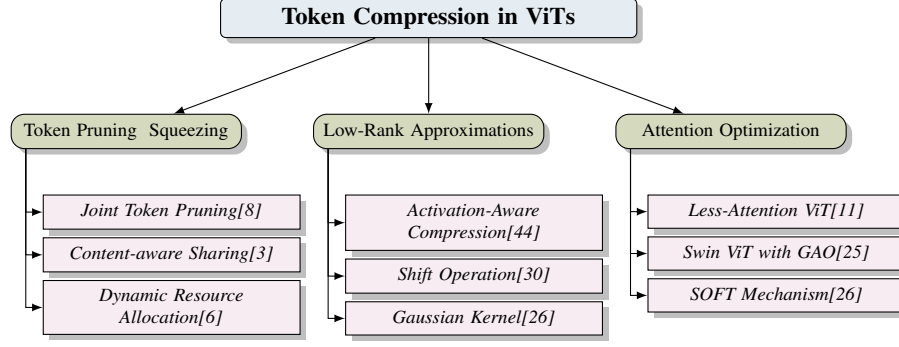 Token Compression in ViTs
Token Pruning Squeezing
Low-Rank Approximations
Attention Optimization
Joint Token Pruning[8]
Content-aware Sharing[3]
Dynamic Resource
Allocation[6]
Activation-Aware
Compression[44]
Shift Operation[30]
Gaussian Kernel[26]
Less-Attention ViT[11]
Swin ViT with GAO[25]
SOFT Mechanism[26]